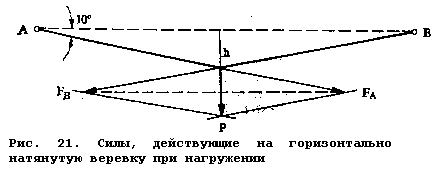 A
10°
B
h
F_B
F_A
P
Рис. 21. Силы, действующие на горизонтально
натянутую веревку при нагружении